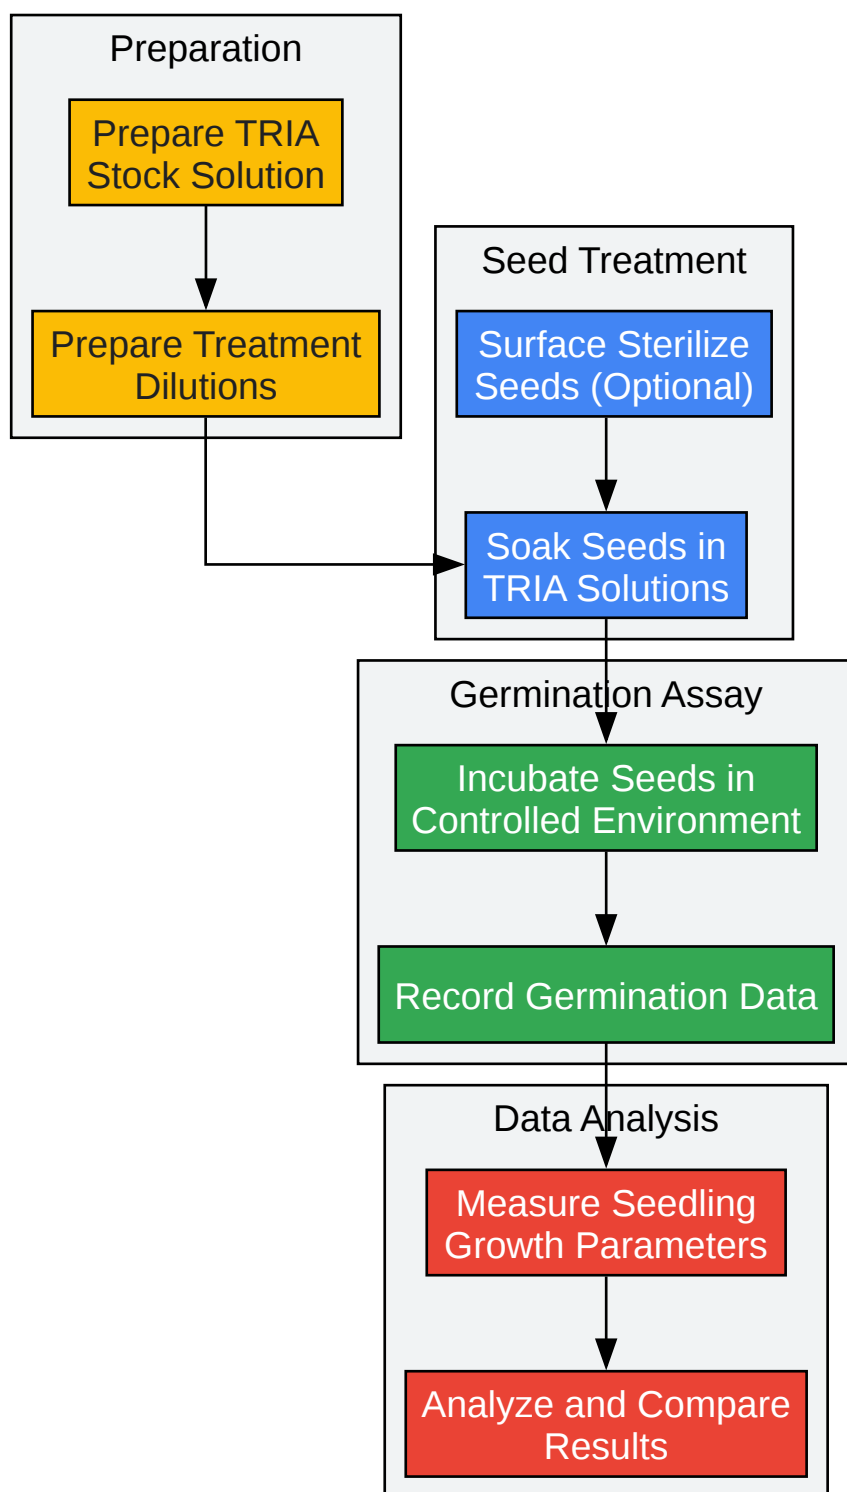 Preparation
Prepare TRIA
Stock Solution
Prepare Treatment
Dilutions
Seed Treatment
Surface Sterilize
Seeds (Optional)
Soak Seeds in
TRIA Solutions
Germination Assay
Incubate Seeds in
Controlled Environment
Record Germination Data
Data Analysis
Measure Seedling
Growth Parameters
Analyze and Compare
Results